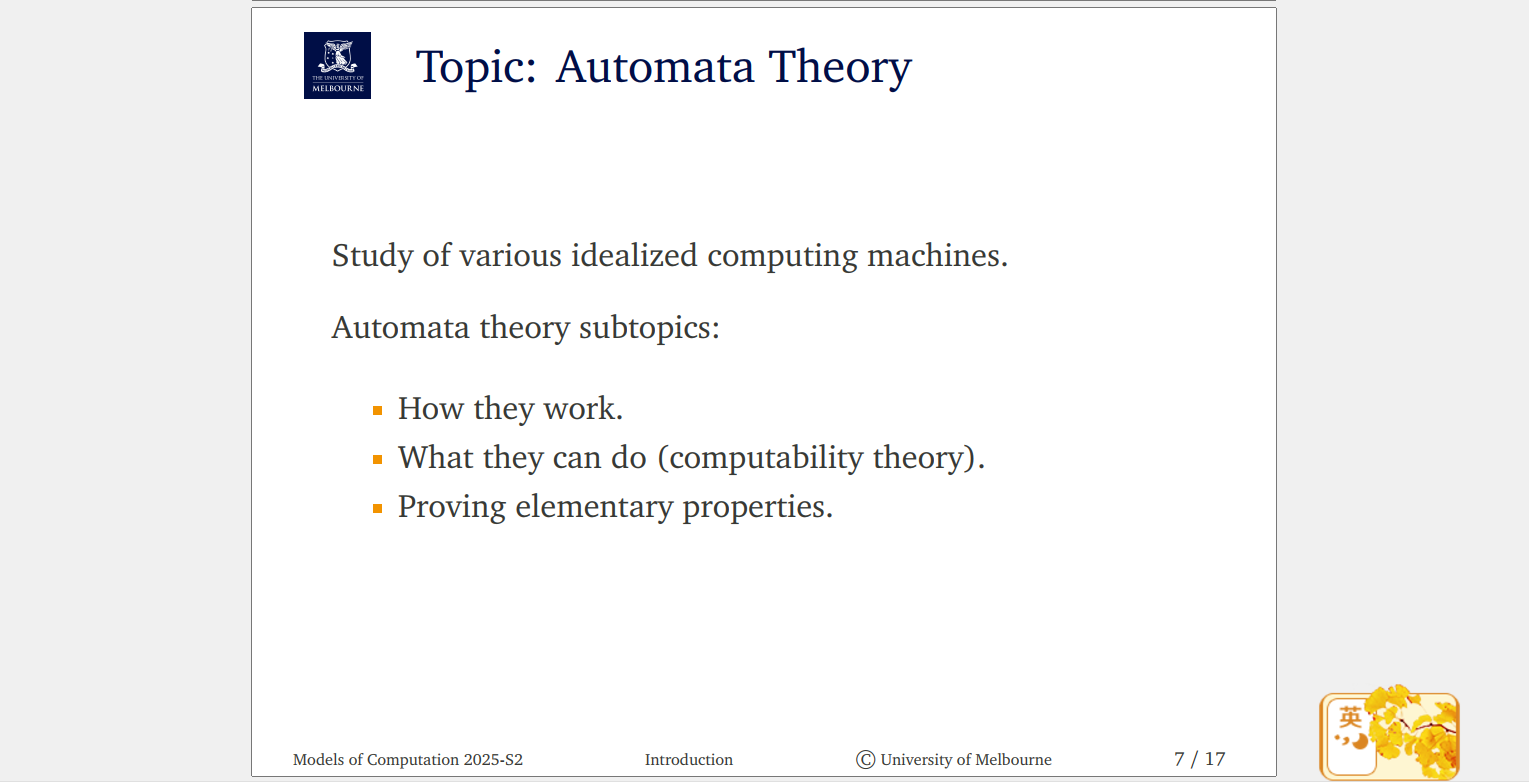 THE UNIVERSITY OF
MELBOURNE
Topic: Automata Theory
Study of various idealized computing machines.
Automata theory subtopics:
How they work.
What they can do (computability theory).
Proving elementary properties.
Models of Computation 2025-S2 Introduction © University of Melbourne 7 / 17
英